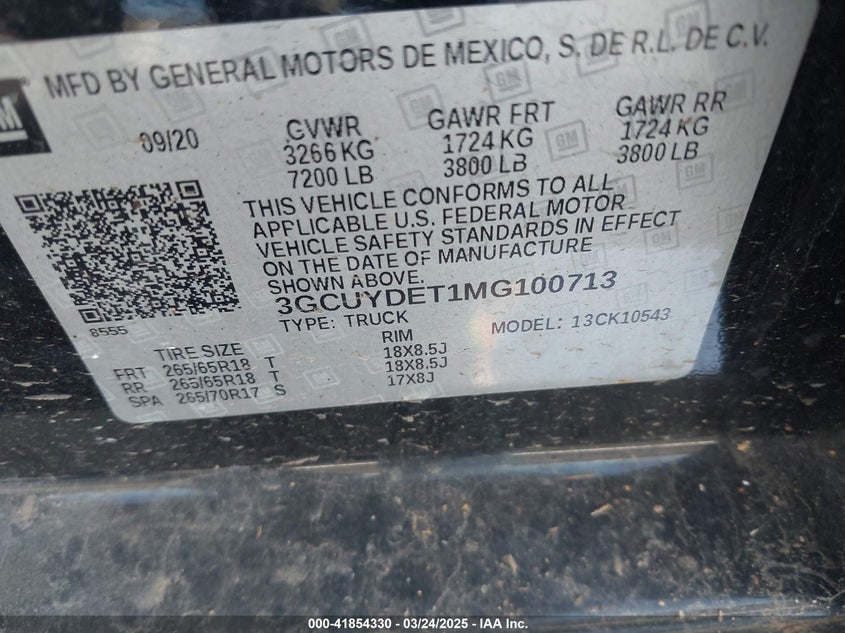 MFD BY GENERAL MOTORS DE MEXICO, S. DE R.L. DE C.V.
09/20
GVWR
3266 KG
7200 LB
GAWR FRT
1724 KG
3800 LB
GAWR RR
1724 KG
3800 LB
THIS VEHICLE CONFORMS TO ALL
APPLICABLE U.S. FEDERAL MOTOR
VEHICLE SAFETY STANDARDS IN EFFECT
ON THE DATE OF MANUFACTURE
SHOWN ABOVE.
3GCUYDET1MG100713
TYPE: TRUCK
MODEL: 13CK10543
8555
TIRE SIZE RIM
FRT 265/65R18 T 18X8.5J
RR 265/65R18 T 18X8.5J
SPA 265/70R17 S 17X8J
000-41854330 - 03/24/2025 - IAA Inc.